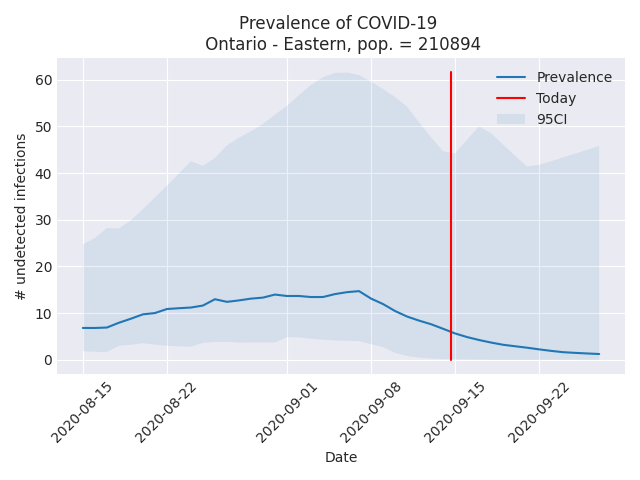 Prevalence of COVID-19
Ontario - Eastern, pop. = 210894
# undetected infections
60
50
40
30
20
10
0
Prevalence
Today
95CI
2020-08-15
2020-08-22
2020-09-01
2020-09-08
2020-09-15
2020-09-22
Date